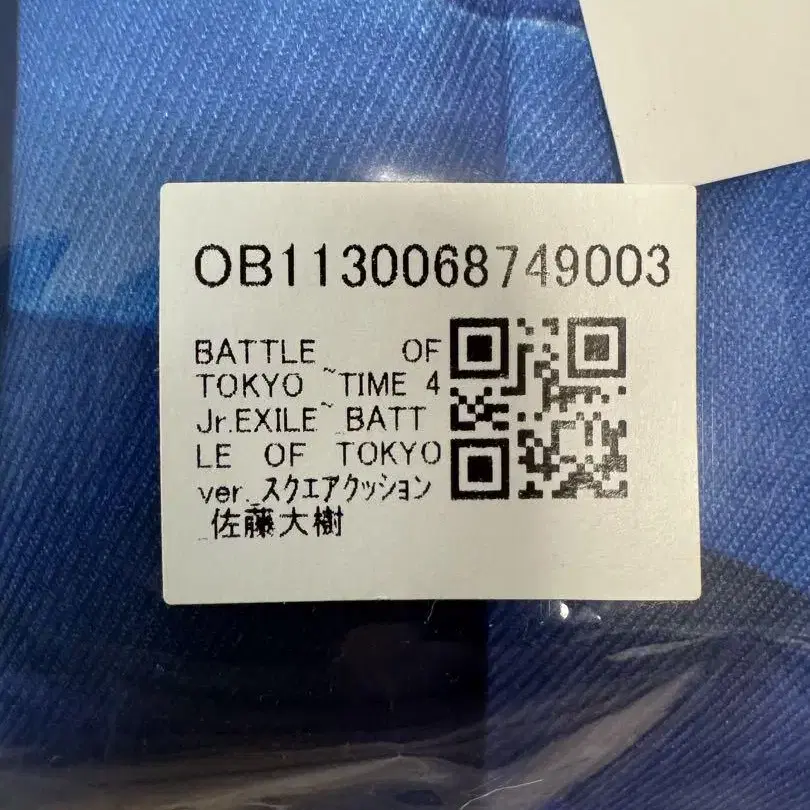 OB1130068749003
BATTLE OF
TOKYO ~TIME 4
Jr.EXILE~_BATT
LE OF TOKYO
ver._スクエアクッション
_佐藤大樹